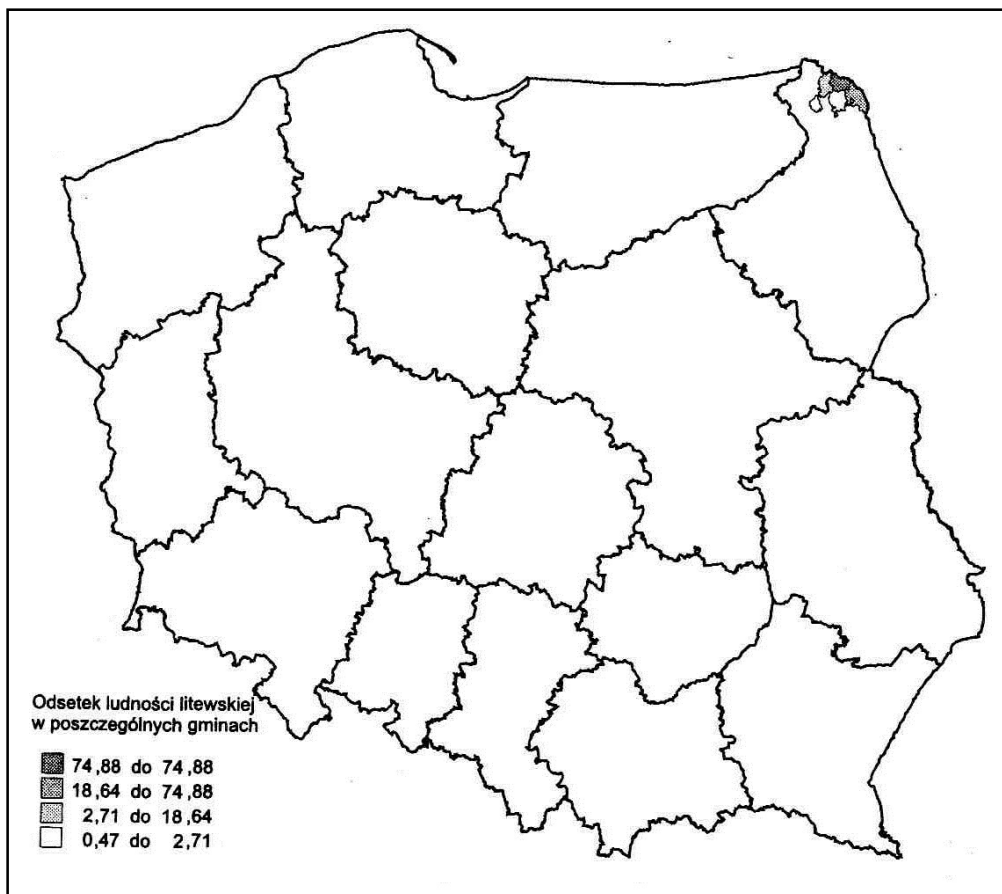 Odsetek ludności litewskiej
w poszczególnych gminach
74,88 do 74,88
18,64 do 74,88
2,71 do 18,64
0,47 do 2,71